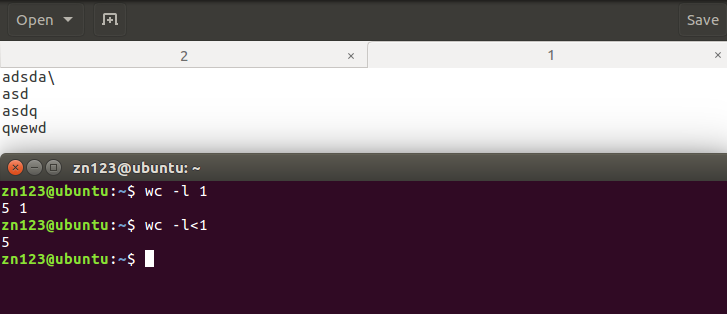 Open Save
2 × 1 ×
adsda\
asd
asdq
qwewd
zn123@ubuntu: ~
zn123@ubuntu:~$ wc -l 1
5 1
zn123@ubuntu:~$ wc -l<1
5
zn123@ubuntu:~$